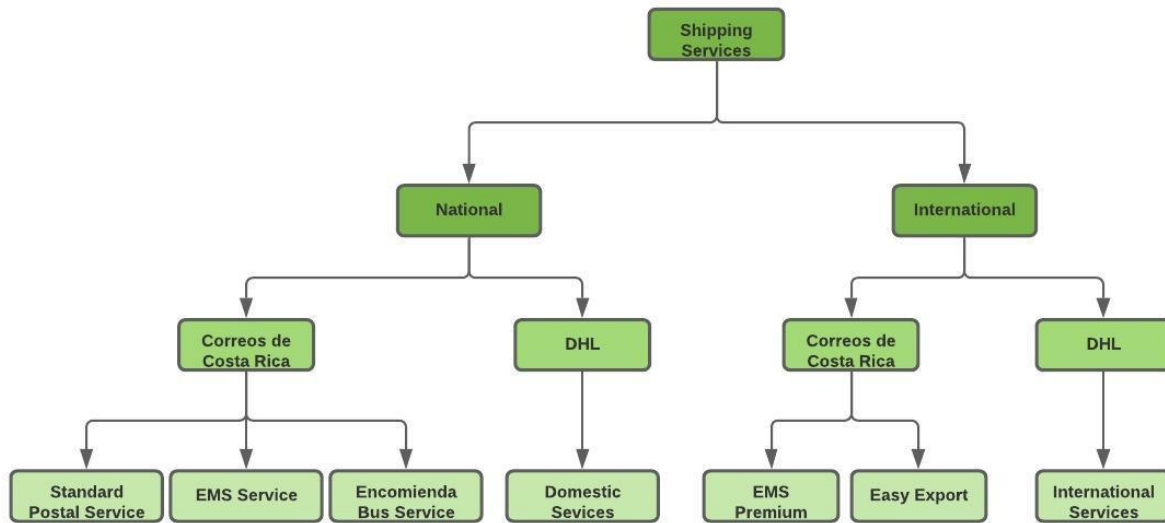 Shipping
Services
National
International
Correos de
Costa Rica
DHL
Correos de
Costa Rica
DHL
Standard
Postal Service
EMS Service
Encomienda
Bus Service
Domestic
Sevices
EMS
Premium
Easy Export
International
Services